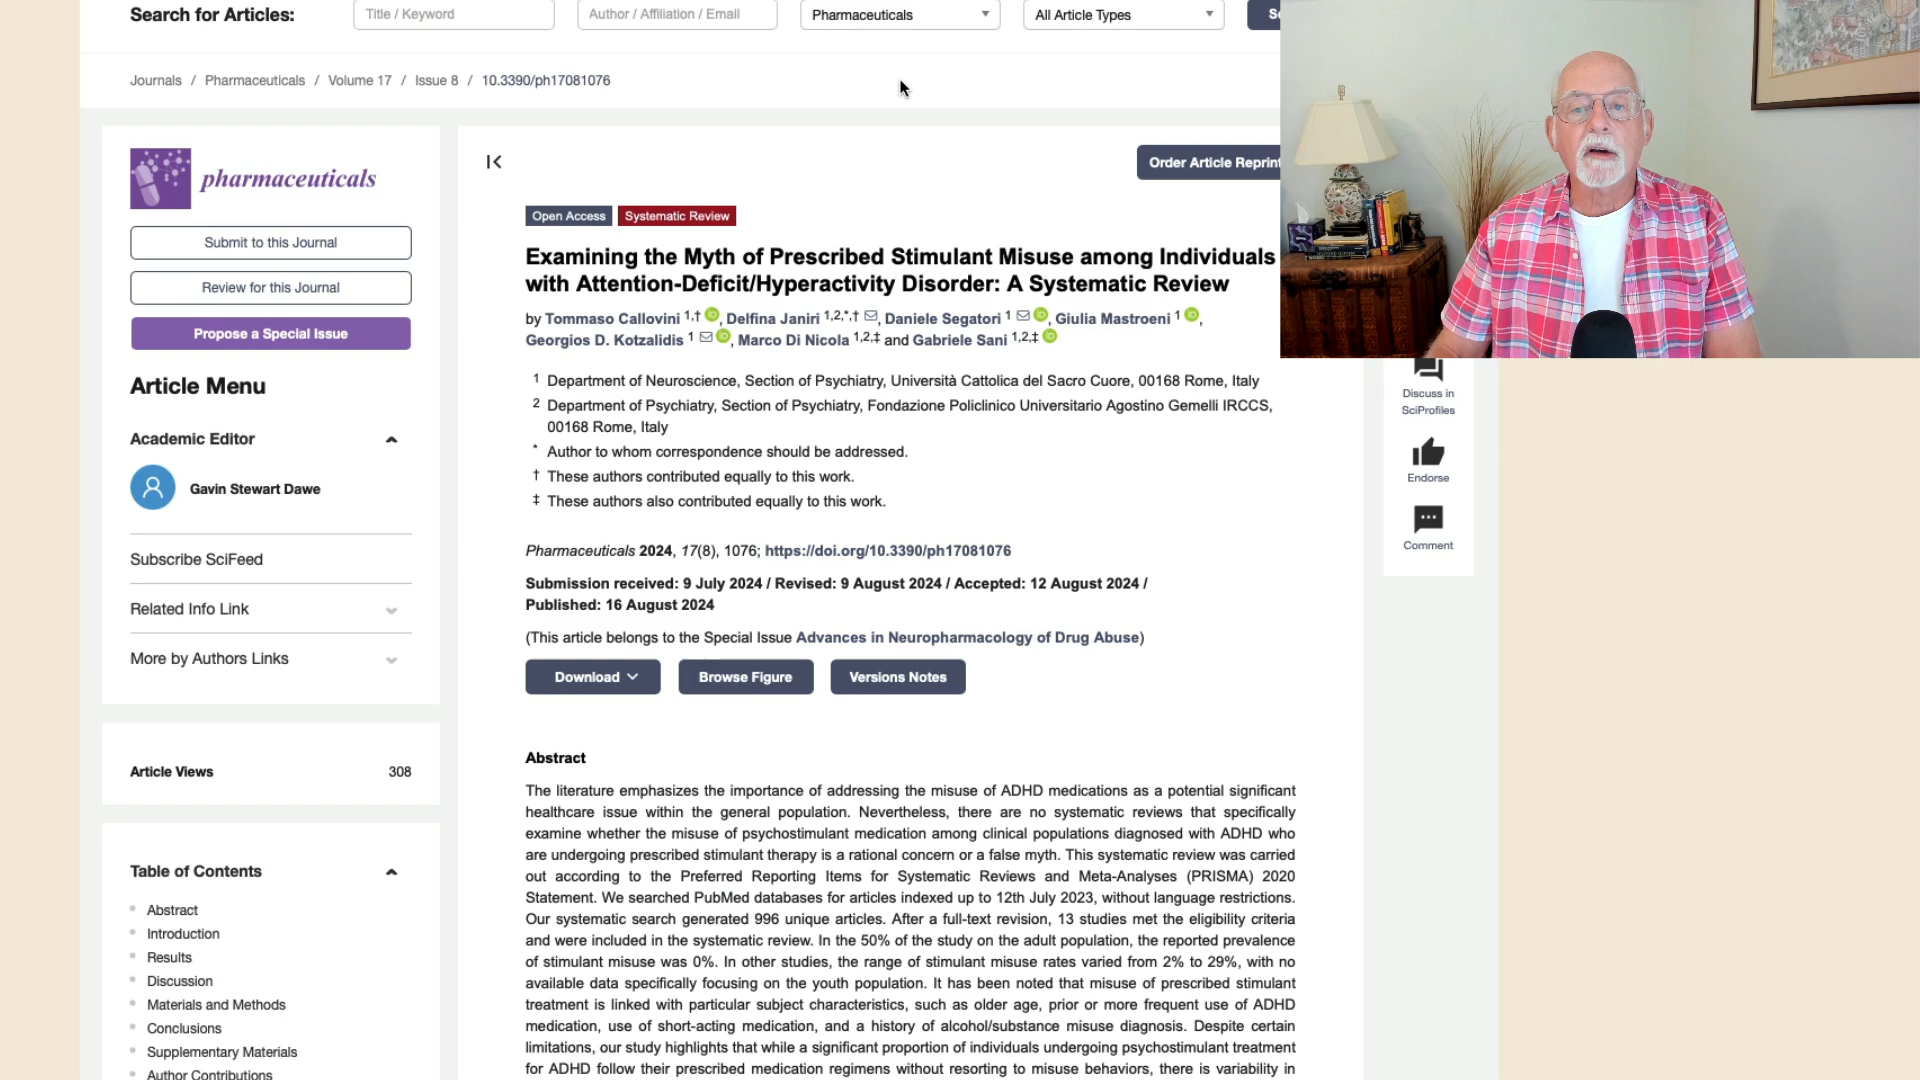 Search for Articles:
Title / Keyword
Author / Affiliation / Email
Pharmaceuticals
All Article Types
Journals / Pharmaceuticals / Volume 17 / Issue 8 / 10.3390/ph17081076
pharmaceuticals
Submit to this Journal
Review for this Journal
Propose a Special Issue
Article Menu
Academic Editor
Gavin Stewart Dawe
Subscribe SciFeed
Related Info Link
More by Authors Links
Article Views 308
Table of Contents
Abstract
Introduction
Results
Discussion
Materials and Methods
Conclusions
Supplementary Materials
Author Contributions
Order Article Reprint
Open Access Systematic Review
Examining the Myth of Prescribed Stimulant Misuse among Individuals
with Attention-Deficit/Hyperactivity Disorder: A Systematic Review
by Tommaso Callovini 1,†, Delfina Janiri 1,2,*,†, Daniele Segatori 1, Giulia Mastroeni 1,
Georgios D. Kotzalidis 1, Marco Di Nicola 1,2,‡ and Gabriele Sani 1,2,‡
1 Department of Neuroscience, Section of Psychiatry, Università Cattolica del Sacro Cuore, 00168 Rome, Italy
2 Department of Psychiatry, Section of Psychiatry, Fondazione Policlinico Universitario Agostino Gemelli IRCCS,
00168 Rome, Italy
* Author to whom correspondence should be addressed.
† These authors contributed equally to this work.
‡ These authors also contributed equally to this work.
Pharmaceuticals 2024, 17(8), 1076; https://doi.org/10.3390/ph17081076
Submission received: 9 July 2024 / Revised: 9 August 2024 / Accepted: 12 August 2024 /
Published: 16 August 2024
(This article belongs to the Special Issue Advances in Neuropharmacology of Drug Abuse)
Download
Browse Figure
Versions Notes
Abstract
The literature emphasizes the importance of addressing the misuse of ADHD medications as a potential significant
healthcare issue within the general population. Nevertheless, there are no systematic reviews that specifically
examine whether the misuse of psychostimulant medication among clinical populations diagnosed with ADHD who
are undergoing prescribed stimulant therapy is a rational concern or a false myth. This systematic review was carried
out according to the Preferred Reporting Items for Systematic Reviews and Meta-Analyses (PRISMA) 2020
Statement. We searched PubMed databases for articles indexed up to 12th July 2023, without language restrictions.
Our systematic search generated 996 unique articles. After a full-text revision, 13 studies met the eligibility criteria
and were included in the systematic review. In the 50% of the study on the adult population, the reported prevalence
of stimulant misuse was 0%. In other studies, the range of stimulant misuse rates varied from 2% to 29%, with no
available data specifically focusing on the youth population. It has been noted that misuse of prescribed stimulant
treatment is linked with particular subject characteristics, such as older age, prior or more frequent use of ADHD
medication, use of short-acting medication, and a history of alcohol/substance misuse diagnosis. Despite certain
limitations, our study highlights that while a significant proportion of individuals undergoing psychostimulant treatment
for ADHD follow their prescribed medication regimens without resorting to misuse behaviors, there is variability in
Discuss in
SciProfiles
Endorse
Comment